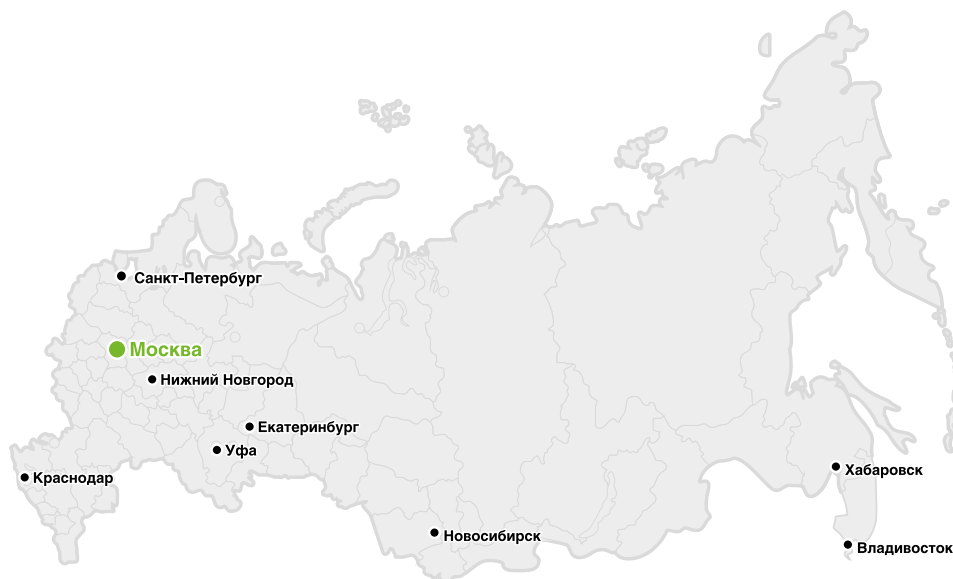 Санкт-Петербург
Москва
Нижний Новгород
Екатеринбург
Уфа
Краснодар
Хабаровск
Новосибирск
Владивосток